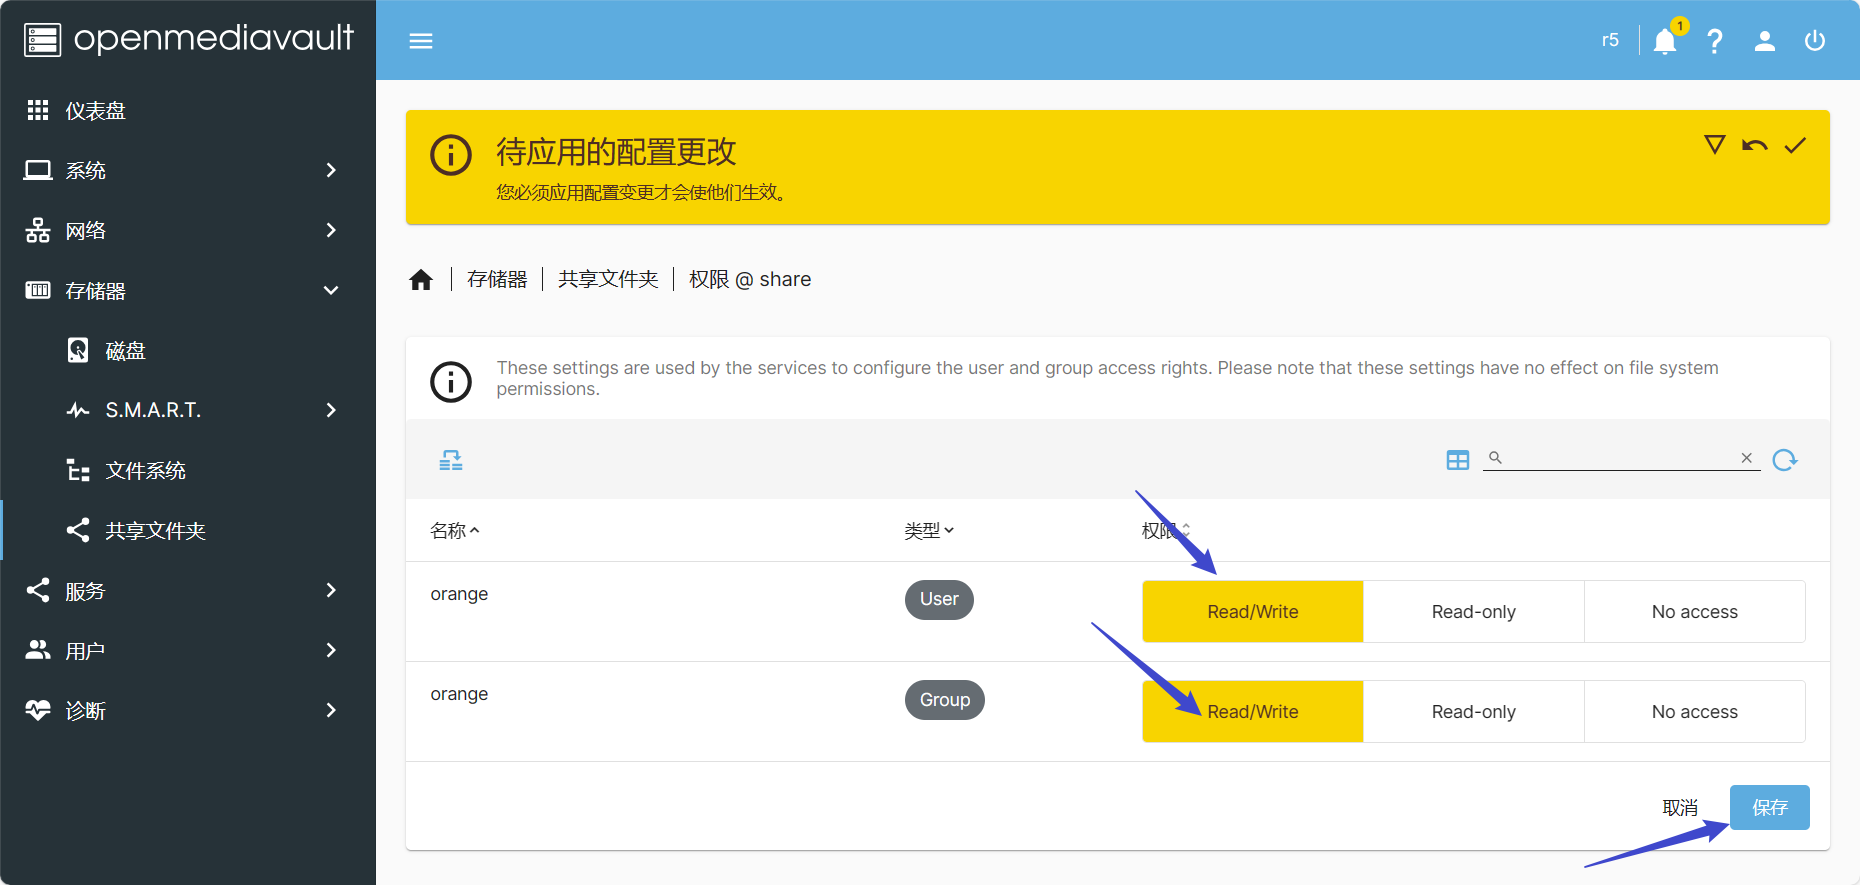 openmediavault
r5
1
仪表盘
系统
网络
存储器
磁盘
S.M.A.R.T.
文件系统
共享文件夹
服务
用户
诊断
待应用的配置更改
您必须应用配置变更才会使他们生效。
存储器 | 共享文件夹 | 权限 @ share
These settings are used by the services to configure the user and group access rights. Please note that these settings have no effect on file system
permissions.
名称 类型 权限
orange User Read/Write Read-only No access
orange Group Read/Write Read-only No access
取消 保存